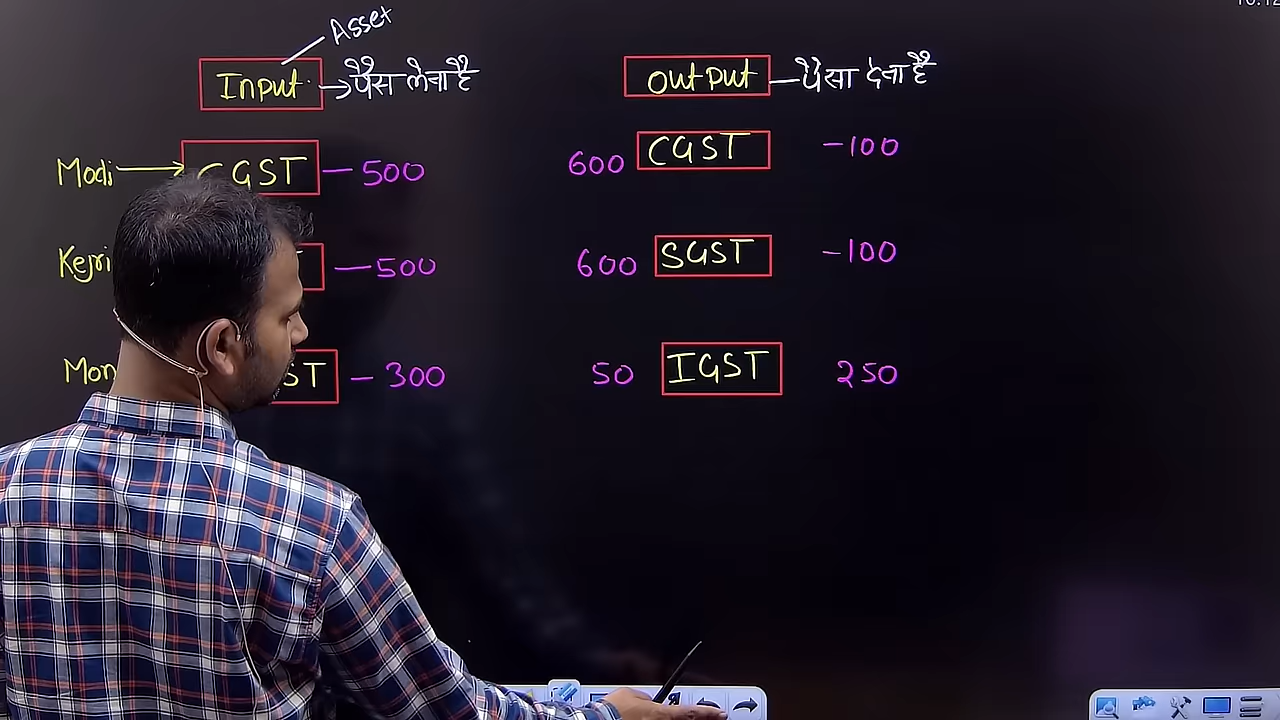 Asset
Input → पैसा लेना है
Output — पैसा देना है
Modi → CGST — 500
600 CGST -100
Kejri — 500
600 SGST -100
Mon ST — 300
50 IGST 250